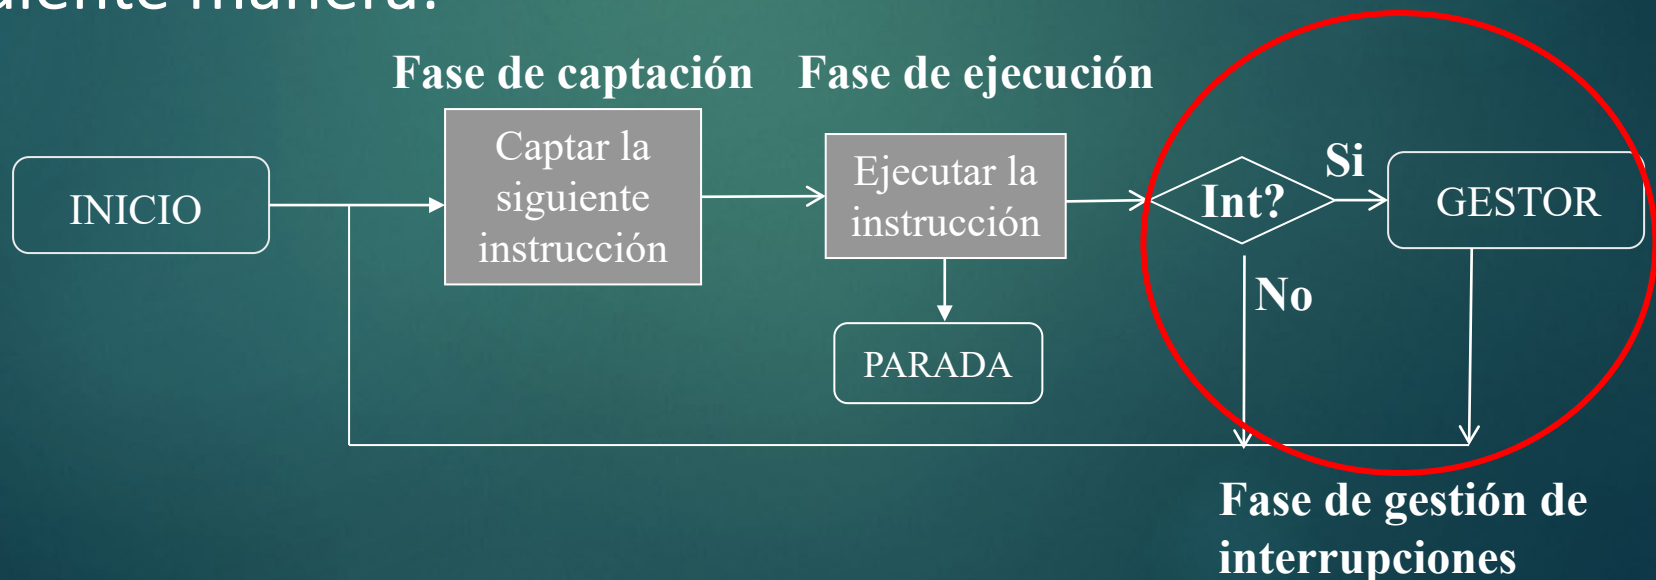 manera:
Fase de captación
Fase de ejecución
INICIO
Captar la
siguiente
instrucción
Ejecutar la
instrucción
Int?
Si
GESTOR
No
PARADA
Fase de gestión de
interrupciones